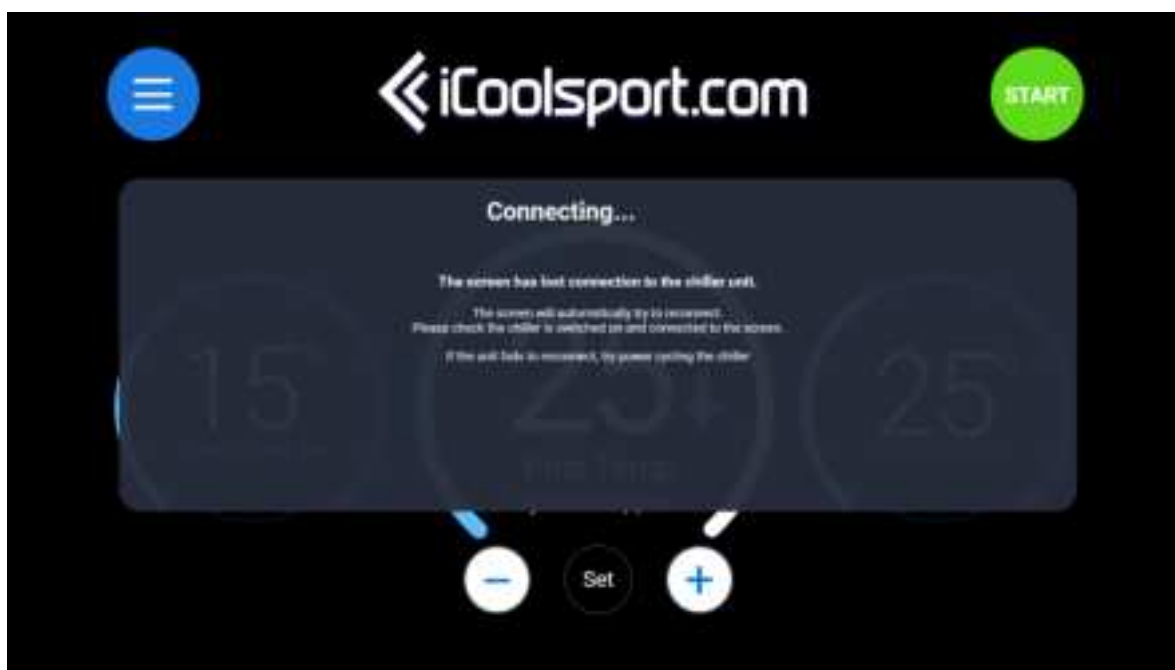 iCoolsport.com
START
Connecting...
The screen has lost connection to the chiller unit.
The screen will automatically try to reconnect.
Please check the chiller is switched on and connected to the screen.
If the unit fails to reconnect, try power cycling the chiller
15
25
25
Set